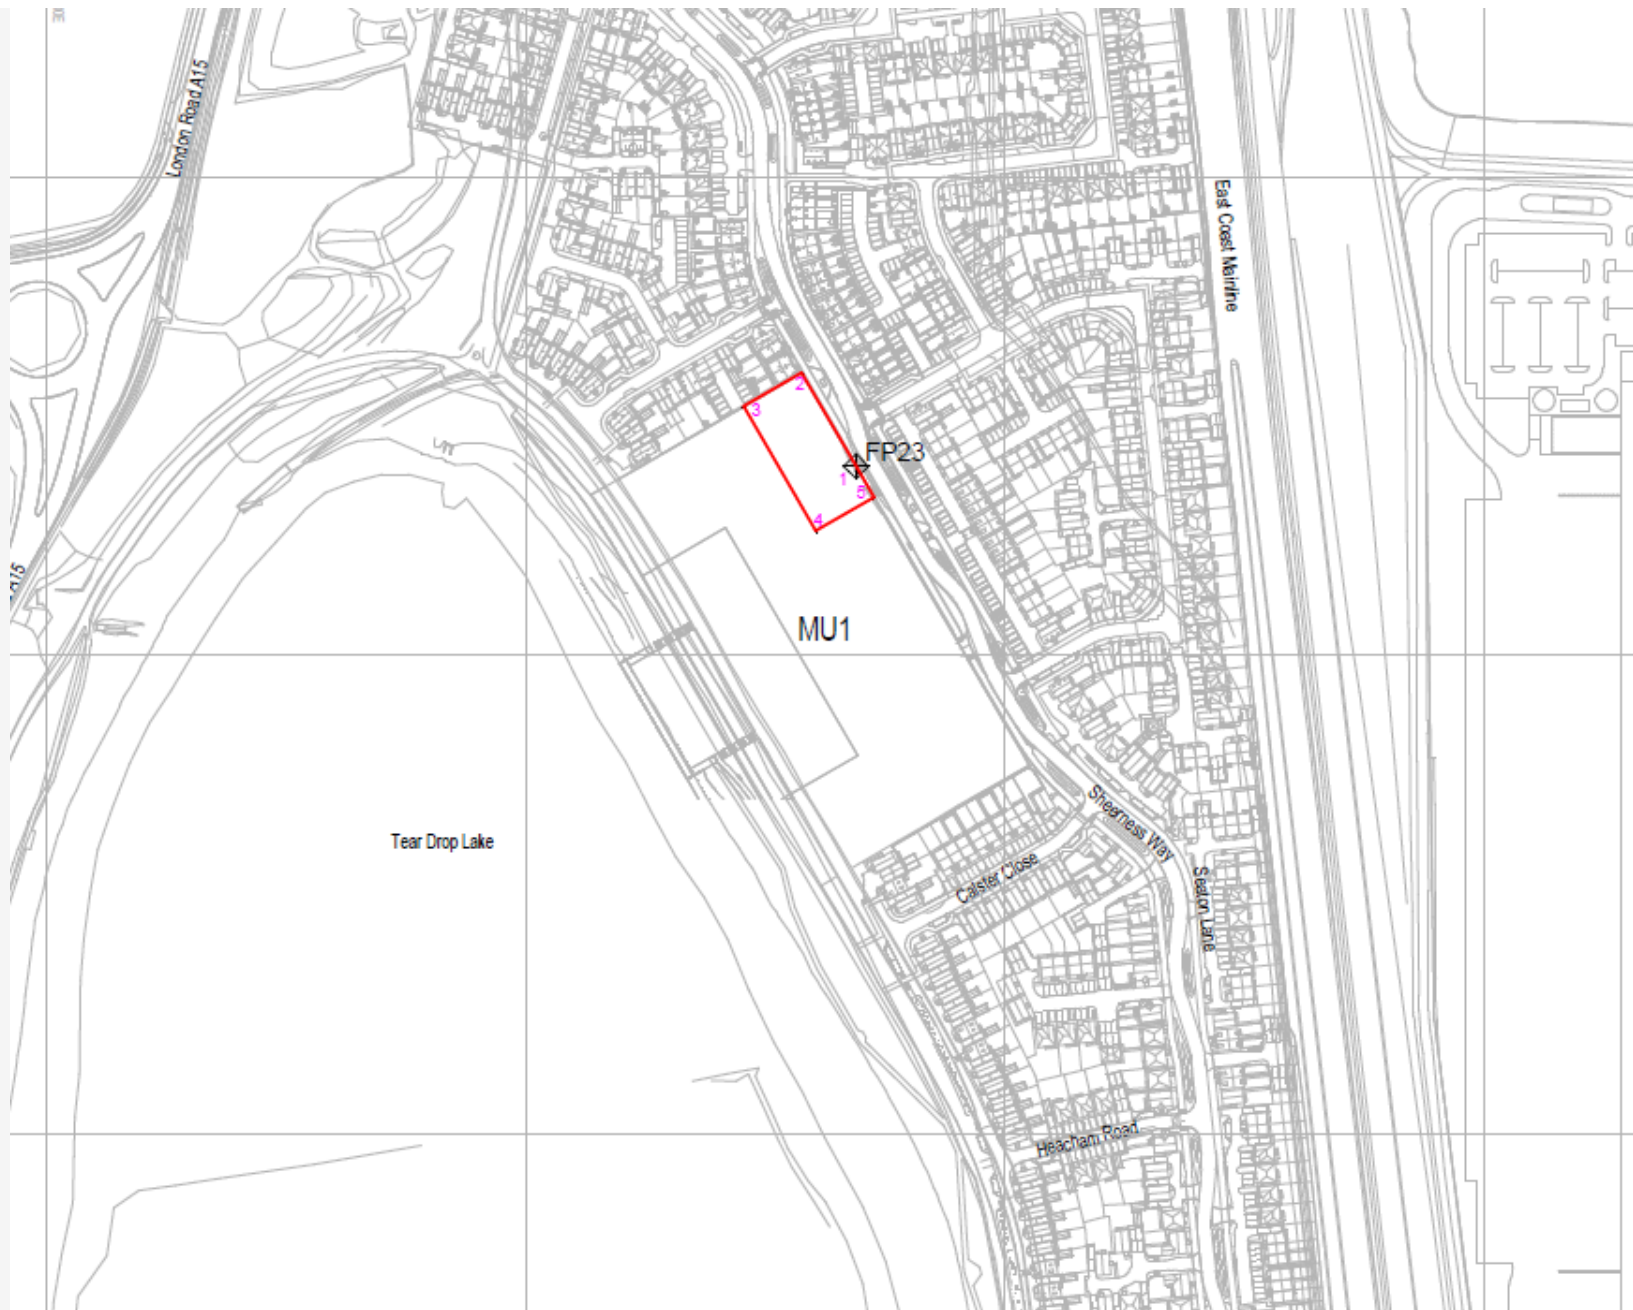 London Road A15
East Coast Mainline
2
3
FP23
1
5
4
A15
MU1
Sheerness Way
Tear Drop Lake
Calster Close
Seaton Lane
Heacham Road